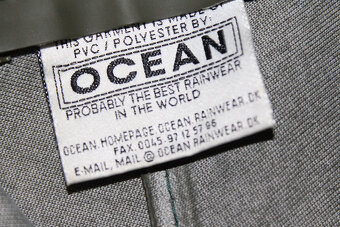 THIS GARMENT IS MADE OF
PVC / POLYESTER BY:
OCEAN
PROBABLY THE BEST RAINWEAR
IN THE WORLD
OCEAN.HOMEPAGE.OCEAN.RAINWEAR.DK
FAX. 0045.97 12 57 66
E-MAIL, MAIL @ OCEAN RAINWEAR DK